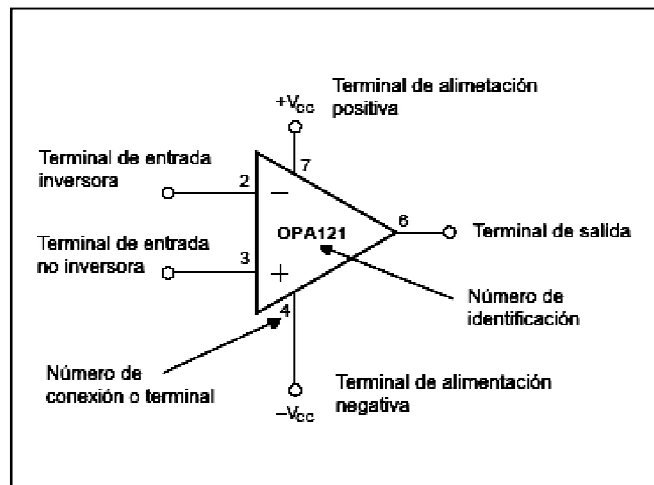 Terminal de alimetación
positiva
+Vcc
7
Terminal de entrada
inversora
2
−
6
OPA121
Terminal de salida
Terminal de entrada
no inversora
3
+
Número de
identificación
4
Número de
conexión o terminal
Terminal de alimentación
negativa
−Vcc